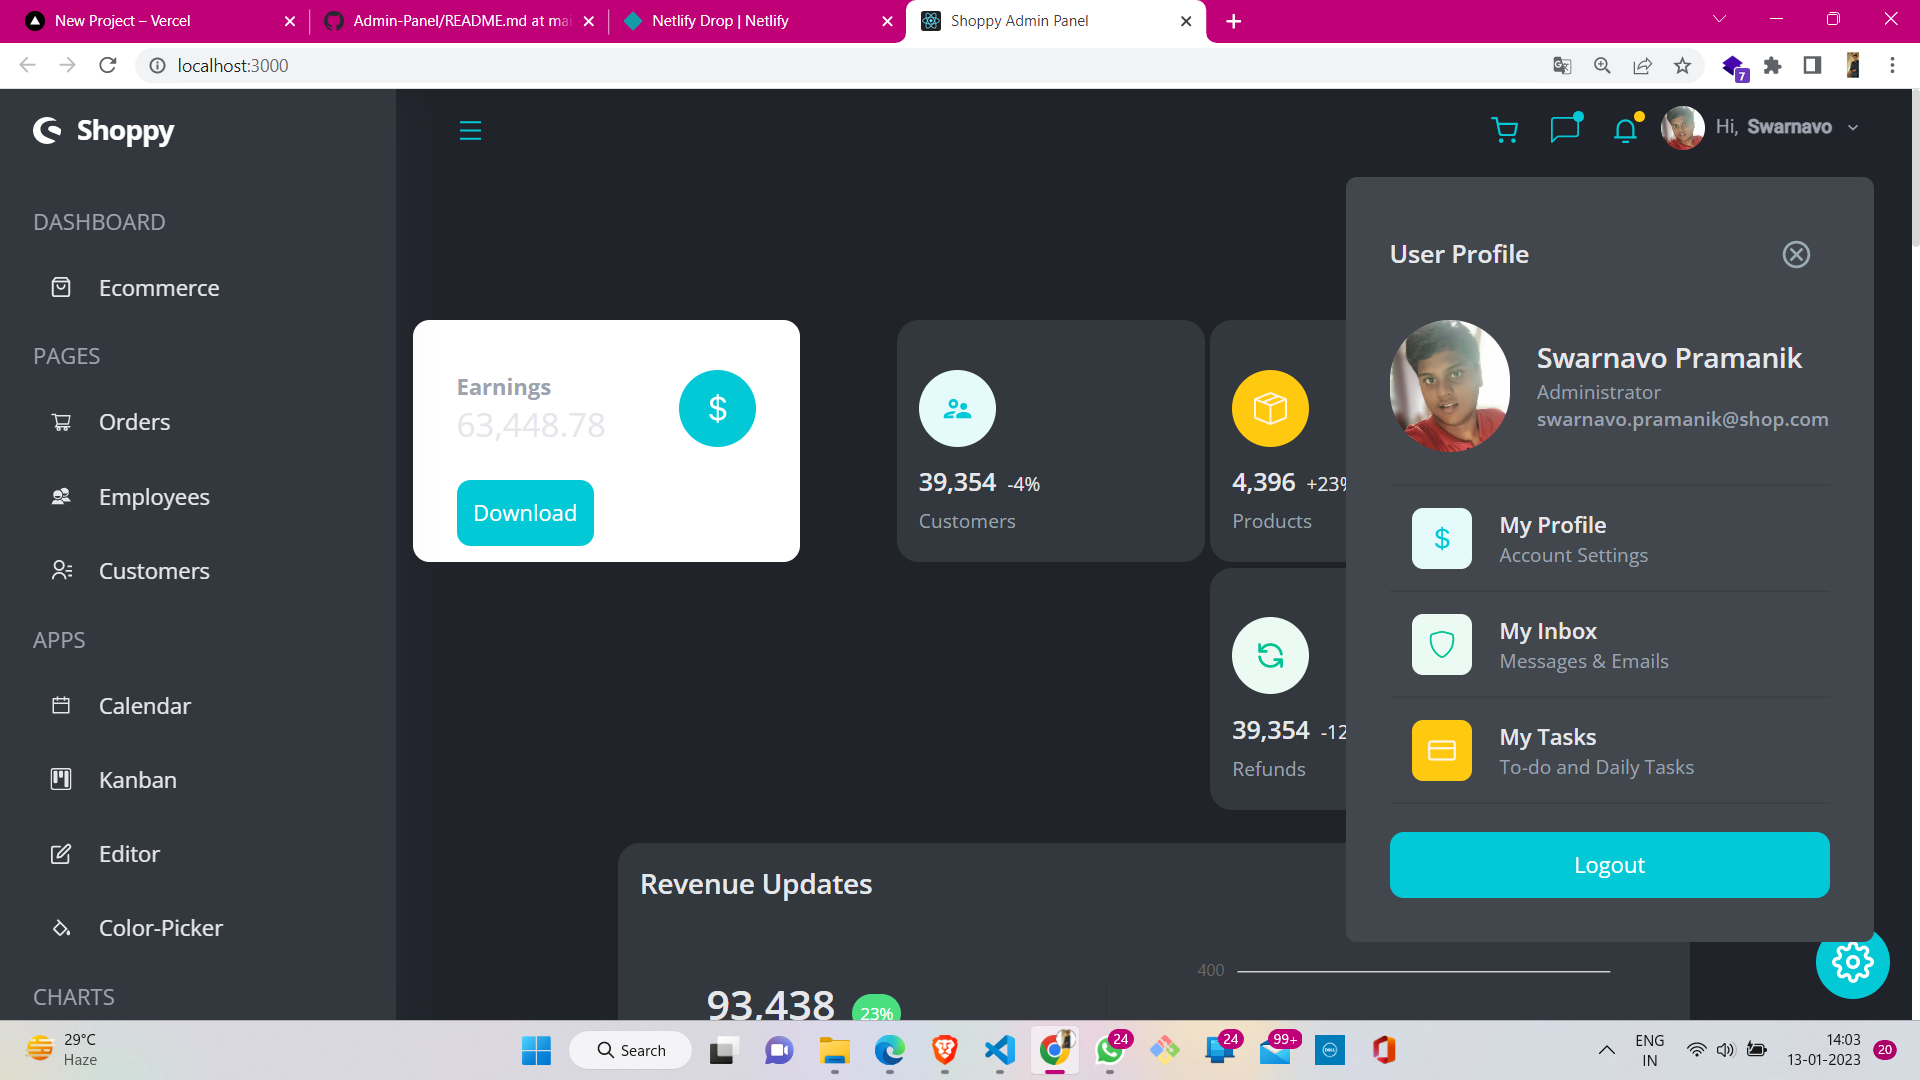 New Project – Vercel
Admin-Panel/README.md at mai
Netlify Drop | Netlify
Shoppy Admin Panel
localhost:3000
7
Shoppy
Hi, Swarnavo
DASHBOARD
Ecommerce
PAGES
Orders
Employees
Customers
APPS
Calendar
Kanban
Editor
Color-Picker
CHARTS
Earnings
63,448.78
$
Download
39,354 -4%
Customers
4,396 +23%
Products
39,354 -12
Refunds
Revenue Updates
93,438 23%
400
User Profile
Swarnavo Pramanik
Administrator
swarnavo.pramanik@shop.com
$
My Profile
Account Settings
My Inbox
Messages & Emails
My Tasks
To-do and Daily Tasks
Logout
29°C
Haze
Search
24
24
99+
DELL
ENG
IN
14:03
13-01-2023
20